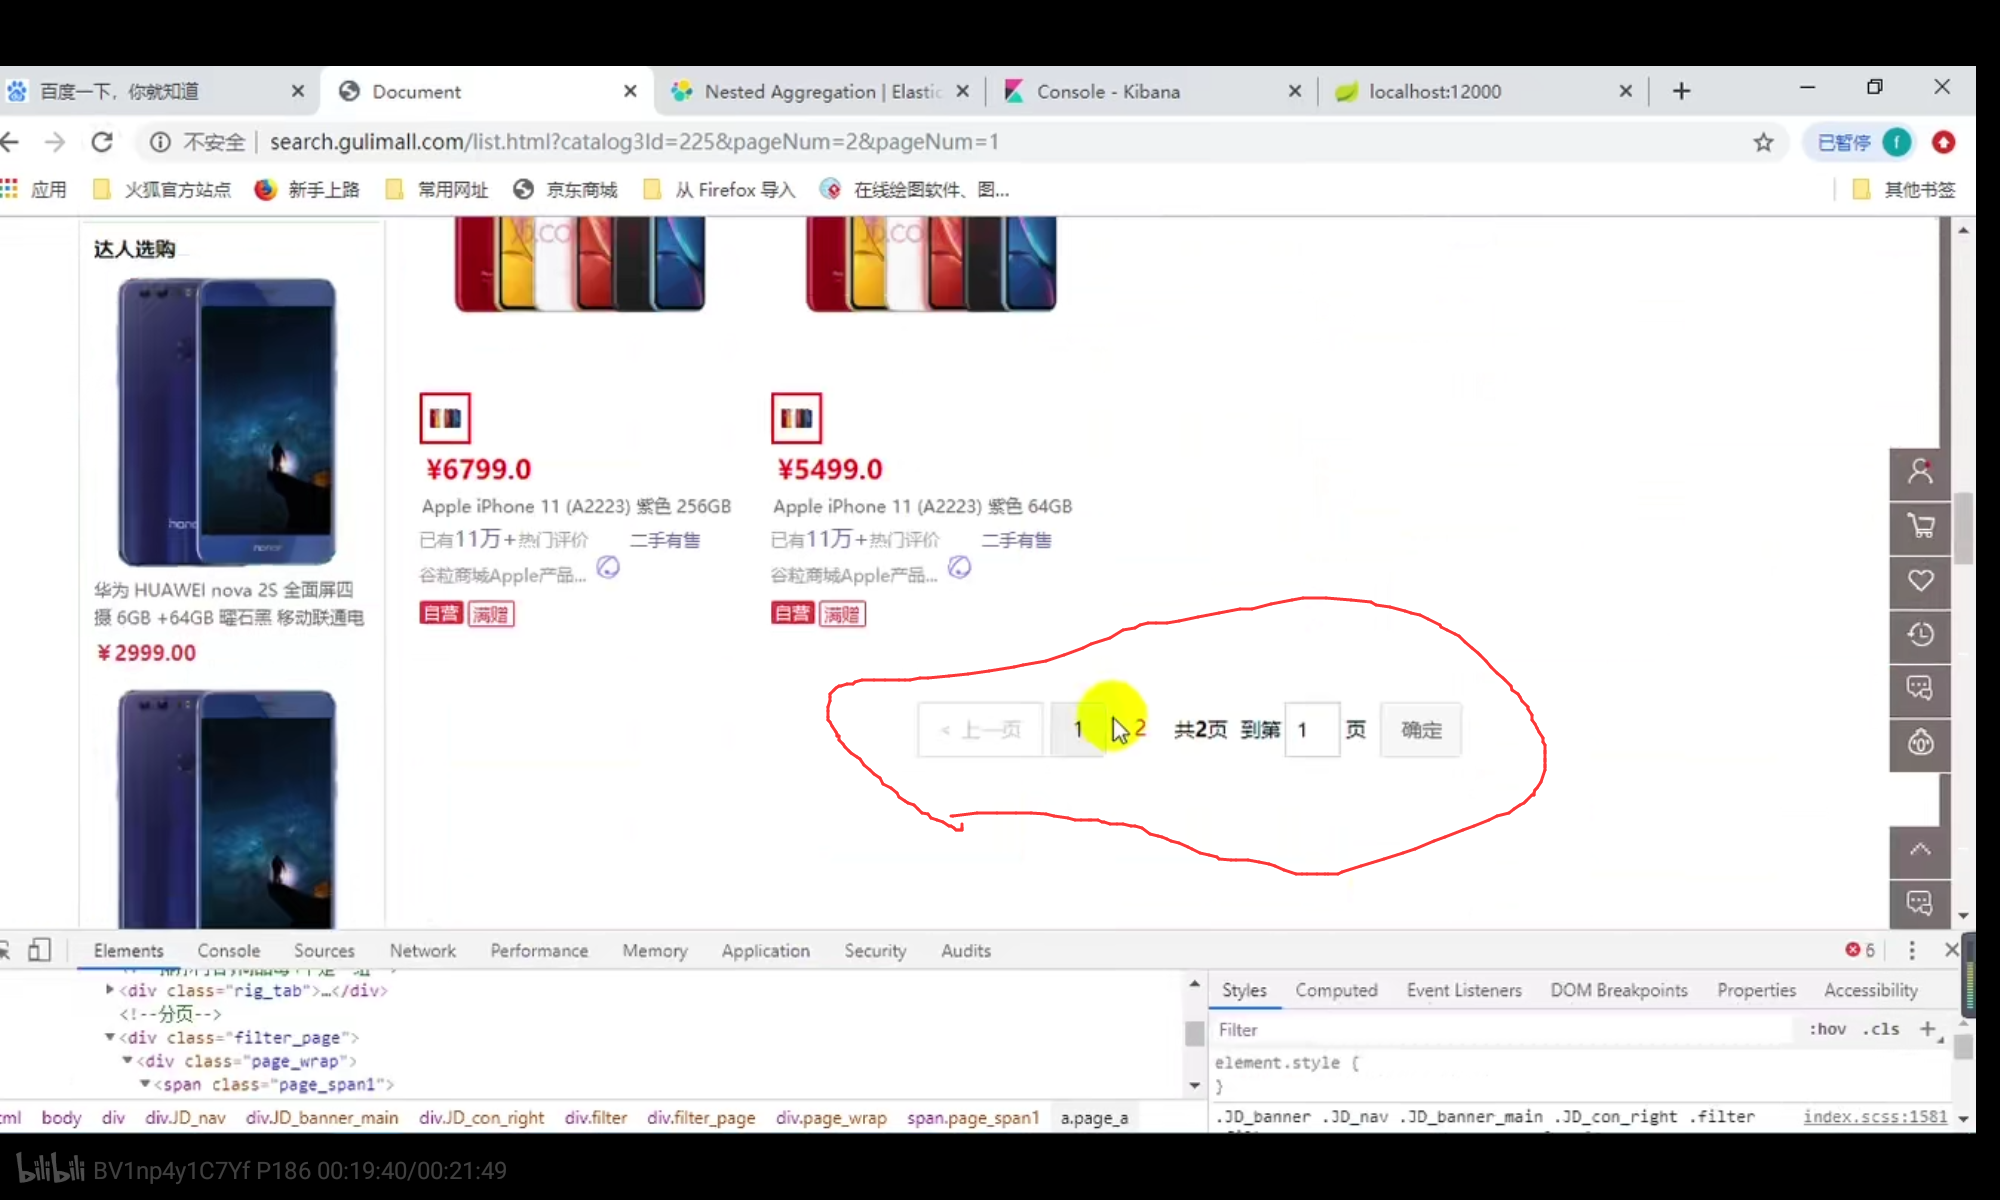 百度一下，你就知道
Document
Nested Aggregation | Elastic
Console - Kibana
localhost:12000
不安全 | search.gulimall.com/list.html?catalog3Id=225&pageNum=2&pageNum=1
已暂停 f
应用 火狐官方站点 新手上路 常用网址 京东商城 从 Firefox 导入 在线绘图软件、图... 其他书签
达人选购
honor
华为 HUAWEI nova 2S 全面屏四
摄 6GB +64GB 曜石黑 移动联通电
¥2999.00
¥6799.0
Apple iPhone 11 (A2223) 紫色 256GB
已有11万+热门评价 二手有售
谷粒商城Apple产品...
自营 满赠
¥5499.0
Apple iPhone 11 (A2223) 紫色 64GB
已有11万+热门评价 二手有售
谷粒商城Apple产品...
自营 满赠
< 上一页 1 2 共2页 到第 1 页 确定
Elements Console Sources Network Performance Memory Application Security Audits 6
<div class="rig_tab">…</div>
<!--分页-->
<div class="filter_page">
<div class="page_wrap">
<span class="page_span1">
tml body div div.JD_nav div.JD_banner_main div.JD_con_right div.filter div.filter_page div.page_wrap span.page_span1 a.page_a
Styles Computed Event Listeners DOM Breakpoints Properties Accessibility
Filter :hov .cls +
element.style {
}
.JD_banner .JD_nav .JD_banner_main .JD_con_right .filter index.scss:1581
bilibili BV1np4y1C7Yf P186 00:19:40/00:21:49